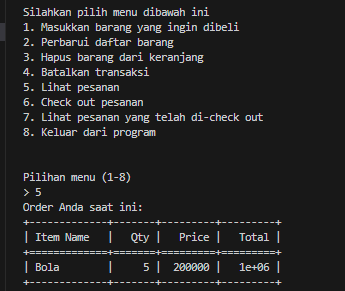 Silahkan pilih menu dibawah ini
1. Masukkan barang yang ingin dibeli
2. Perbarui daftar barang
3. Hapus barang dari keranjang
4. Batalkan transaksi
5. Lihat pesanan
6. Check out pesanan
7. Lihat pesanan yang telah di-check out
8. Keluar dari program
Pilihan menu (1-8)
> 5
Order Anda saat ini:
+-------------+-------+---------+---------+
| Item Name   |   Qty |   Price |   Total |
+=============+=======+=========+=========+
| Bola        |     5 |  200000 |   1e+06 |
+-------------+-------+---------+---------+